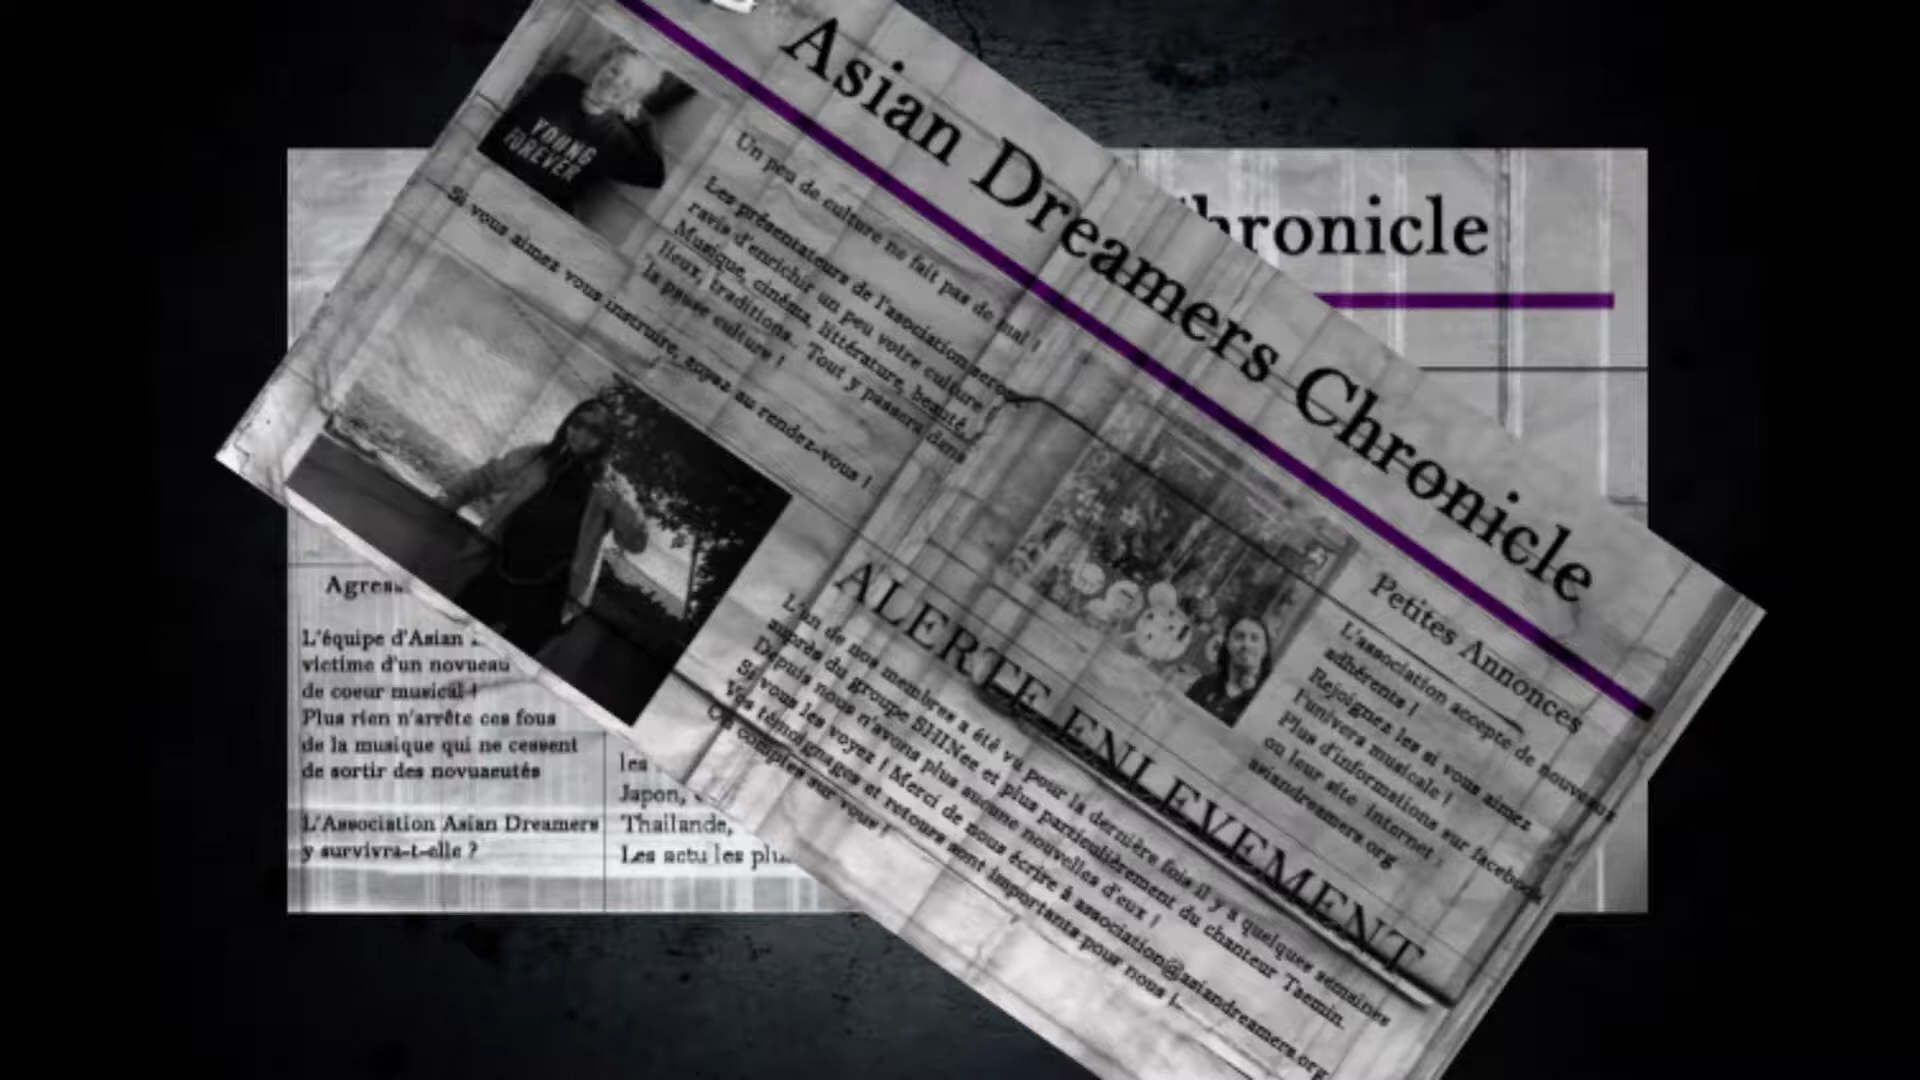 Asian Dreamers Chronicle
YOUNG
FOREVER
Un peu de culture ne fait pas de mal !
Les présentateurs de l'asociation seront
ravis d'enrichir un peu votre culture !
Musique, cinéma, littérature, beauté,
lieux, traditions. Tout y passera dans
la pause culture !
Si vous aimez vous instruire, soyez au rendez-vous !
Petites Annonces
L'association accepte de nouveaux
adhérents !
Rejoignez les si vous aimez
l'univers musicale !
Plus d'informations sur facebook
ou leur site internet :
asiandreamers.org
ALERTE ENLEVEMENT
L'un de nos membres a été vu pour la dernière fois il y a quelques semaines
auprès du groupe SHINee et plus particulièrement du chanteur Taemin.
Depuis nous n'avons plus aucune nouvelles d'eux !
Si vous les voyez ! Merci de nous écrire à association@asiandreamers.org
Vos témoignages et retours sont importants pour nous !
On comptes sur vous !
hronicle
Agres
L'équipe d'Asian
victime d'un novueau
de coeur musical !
Plus rien n'arrête ces fous
de la musique qui ne cessent
de sortir des novuaeutés
L'Association Asian Dreamers
y survivra-t-elle ?
les
Japon,
Thaïlande,
Les actu les plu